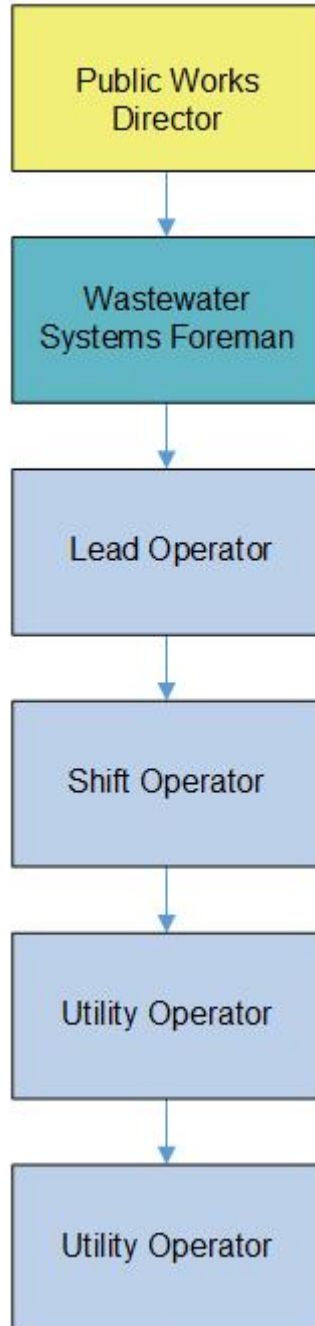 Public Works
Director
Wastewater
Systems Foreman
Lead Operator
Shift Operator
Utility Operator
Utility Operator